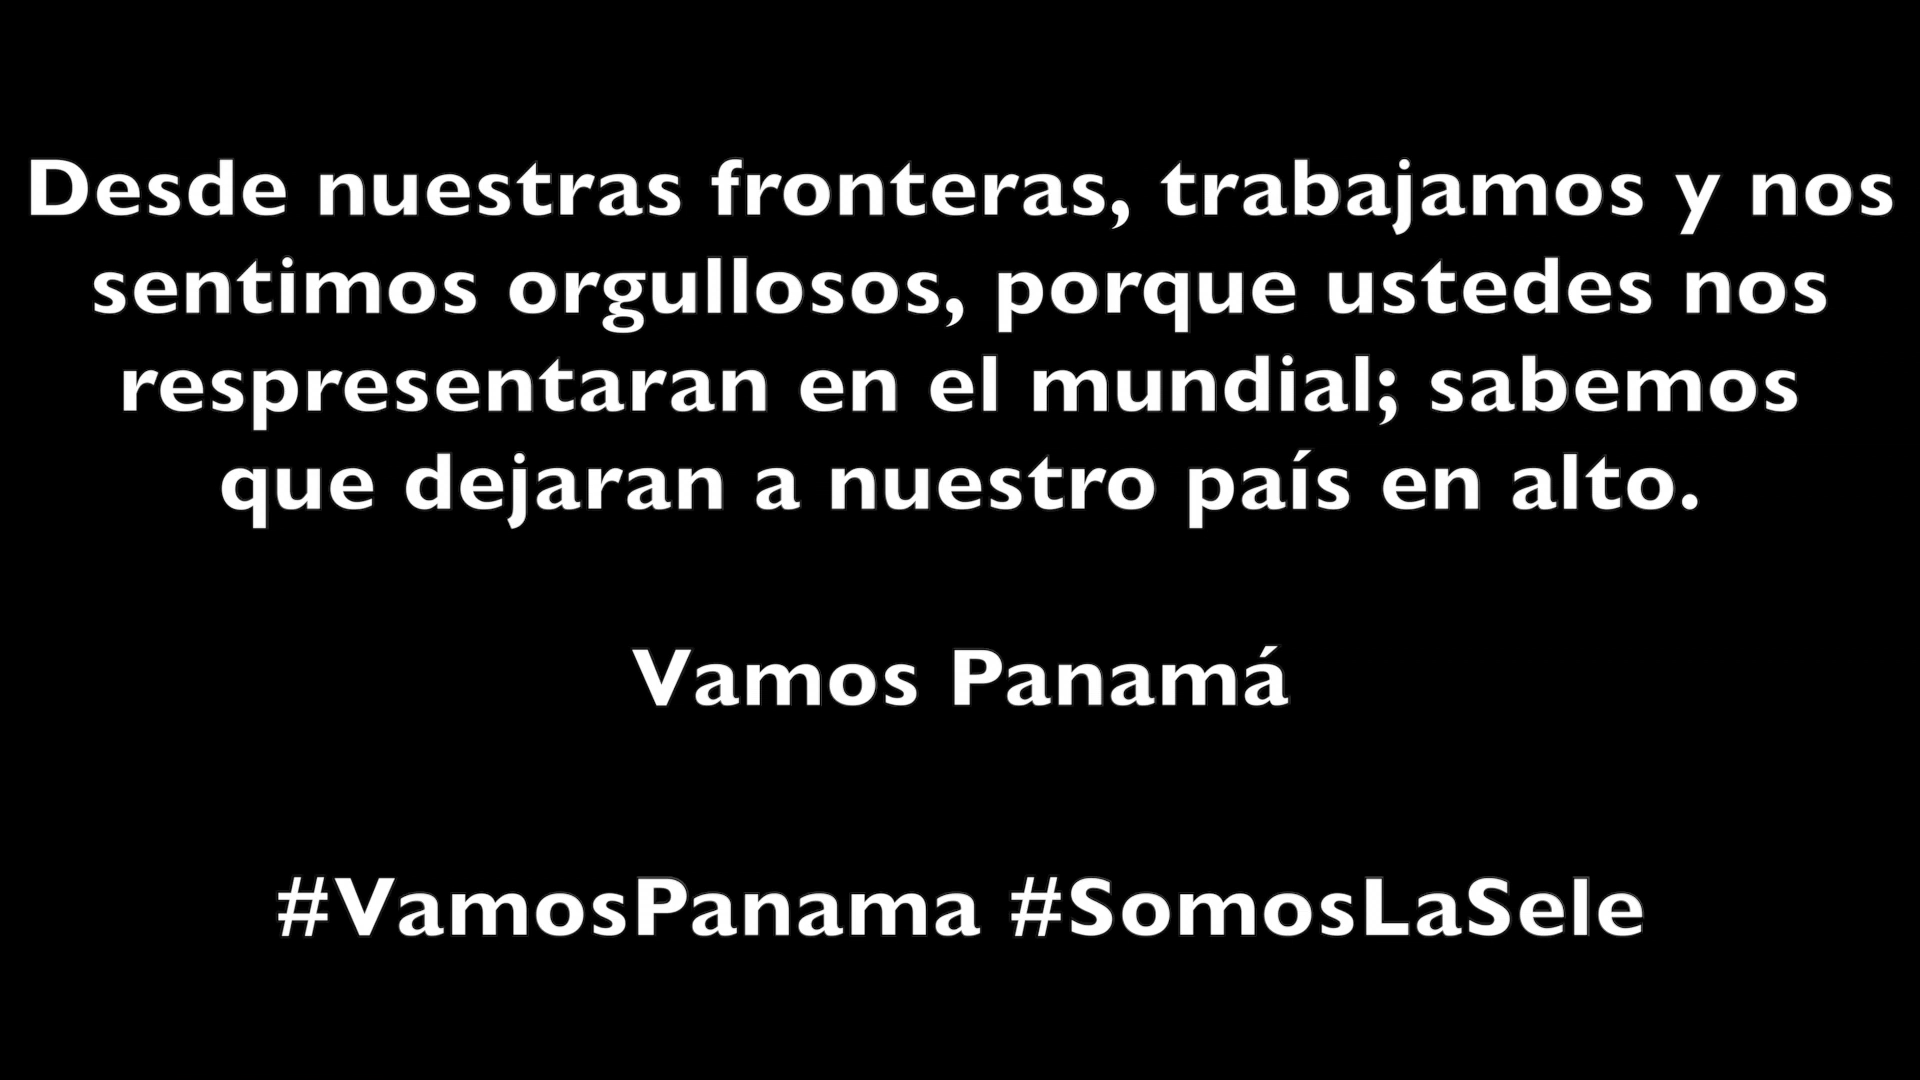 Desde nuestras fronteras, trabajamos y nos
sentimos orgullosos, porque ustedes nos
respresentaran en el mundial; sabemos
que dejaran a nuestro país en alto.
Vamos Panamá
#VamosPanama #SomosLaSele